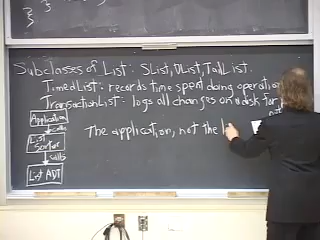 } }
Subclasses of List: SList, DList, TailList.
TimedList: records time spent doing operation
TransactionList: logs all changes on disk for
Application
calls
List Sorter
calls
List ADT
The application, not the l